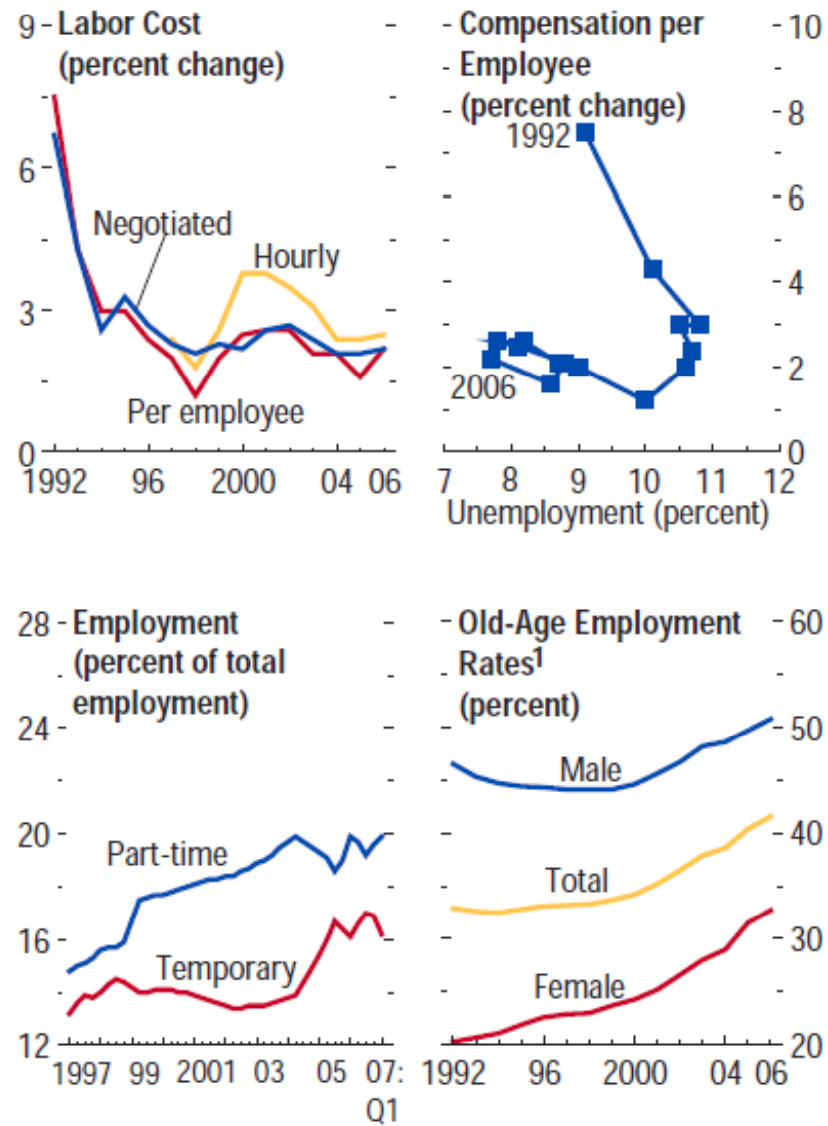 Labor Cost
(percent change)
9
6
3
0
Negotiated
Hourly
Per employee
1992 96 2000 04 06
Compensation per
Employee
(percent change)
10
8
6
4
2
0
1992
2006
7 8 9 10 11 12
Unemployment (percent)
Employment
(percent of total
employment)
28
24
20
16
12
Part-time
Temporary
1997 99 2001 03 05 07:
Q1
Old-Age Employment
Rates1
(percent)
60
50
40
30
20
Male
Total
Female
1992 96 2000 04 06